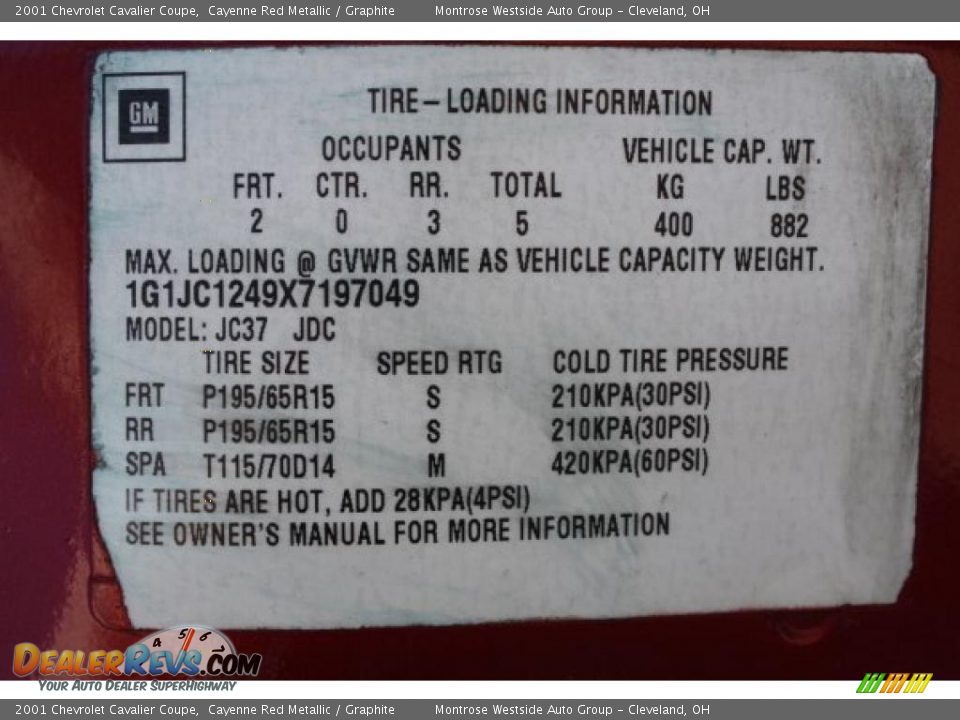 2001 Chevrolet Cavalier Coupe,  Cayenne Red Metallic / Graphite    Montrose Westside Auto Group – Cleveland, OH
GM
TIRE – LOADING INFORMATION
OCCUPANTS    VEHICLE CAP. WT.
FRT.  CTR.  RR.  TOTAL    KG    LBS
2  0  3  5    400    882
MAX. LOADING @ GVWR SAME AS VEHICLE CAPACITY WEIGHT.
1G1JC1249X7197049
MODEL: JC37  JDC
TIRE SIZE    SPEED RTG    COLD TIRE PRESSURE
FRT  P195/65R15    S    210KPA(30PSI)
RR  P195/65R15    S    210KPA(30PSI)
SPA  T115/70D14    M    420KPA(60PSI)
IF TIRES ARE HOT, ADD 28KPA(4PSI)
SEE OWNER'S MANUAL FOR MORE INFORMATION
4 5 6
DEALERREVS.COM
YOUR AUTO DEALER SUPERHIGHWAY
2001 Chevrolet Cavalier Coupe,  Cayenne Red Metallic / Graphite    Montrose Westside Auto Group – Cleveland, OH